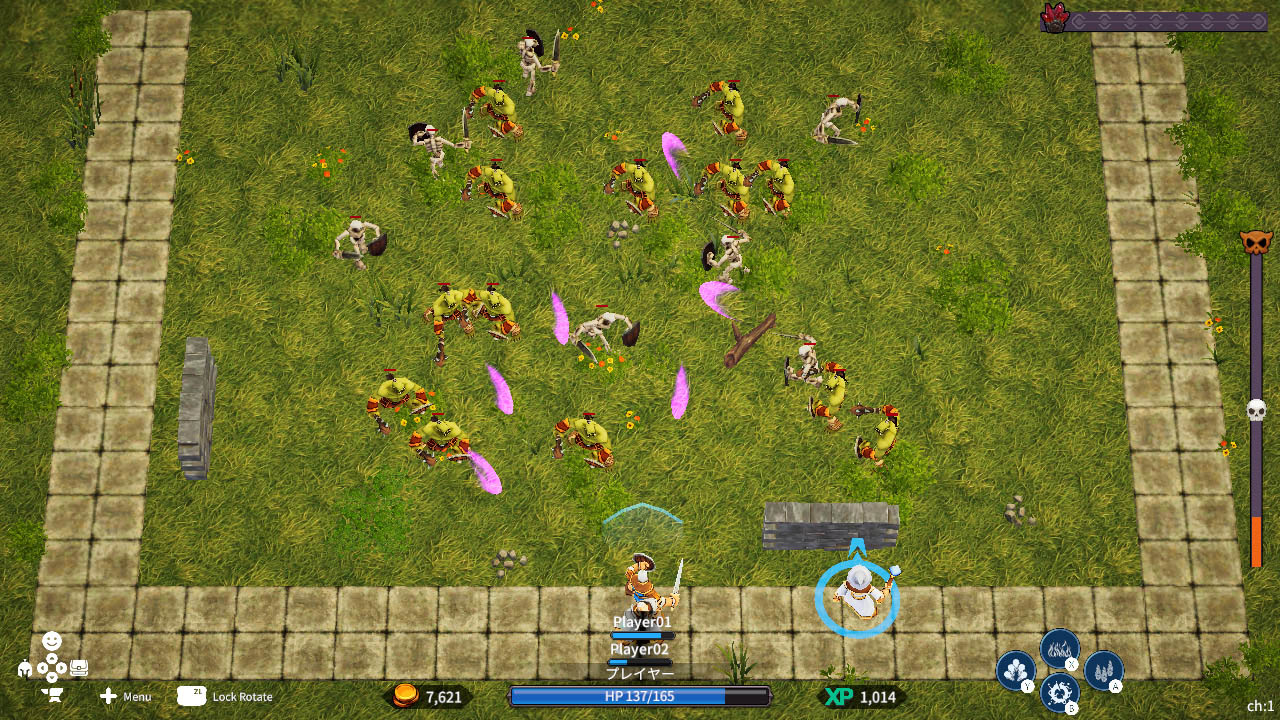 Player01
Player02
プレイヤー
Menu
ZL Lock Rotate
7,621
HP 137/165
XP 1,014
Y
X
A
B
ch:1